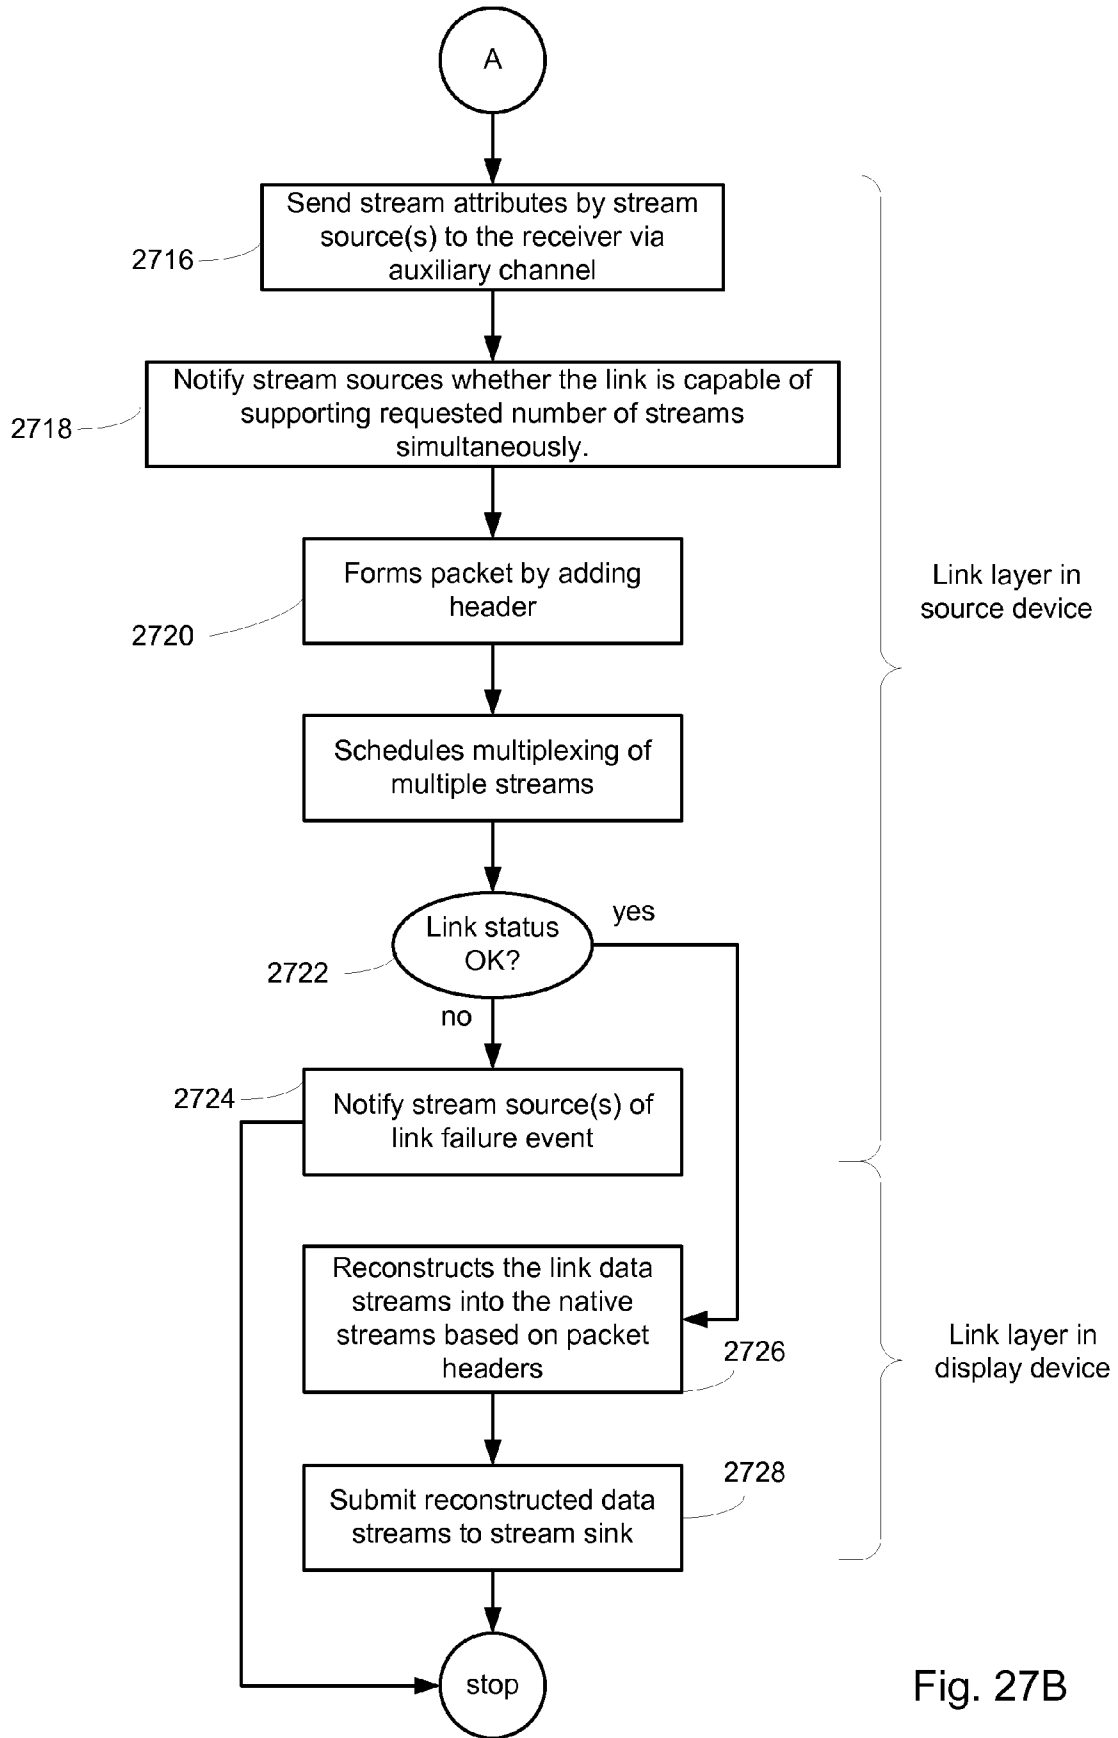 A
Send stream attributes by stream
source(s) to the receiver via
auxiliary channel
2716
Notify stream sources whether the link is capable of
supporting requested number of streams
simultaneously.
2718
Forms packet by adding
header
2720
Link layer in
source device
Schedules multiplexing of
multiple streams
Link status
OK?
yes
2722
no
2724
Notify stream source(s) of
link failure event
Reconstructs the link data
streams into the native
streams based on packet
headers
2726
Link layer in
display device
2728
Submit reconstructed data
streams to stream sink
stop
Fig. 27B